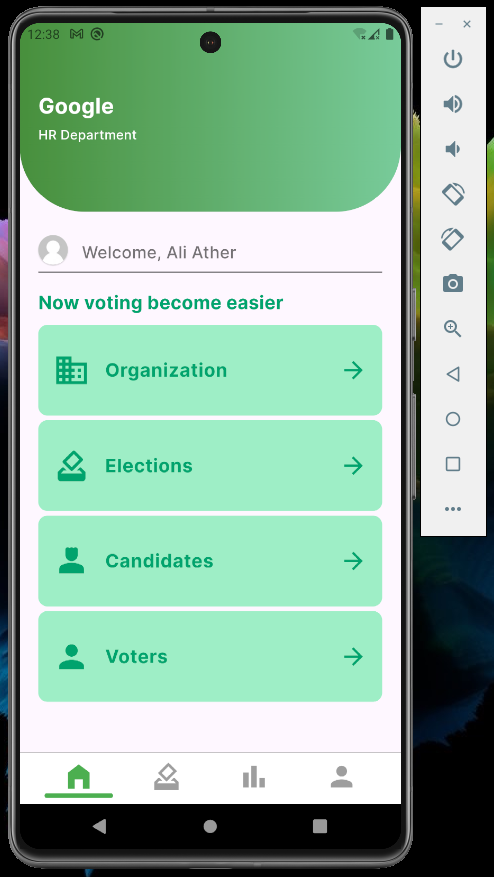 12:38
Google
HR Department
Welcome, Ali Ather
Now voting become easier
Organization
Elections
Candidates
Voters